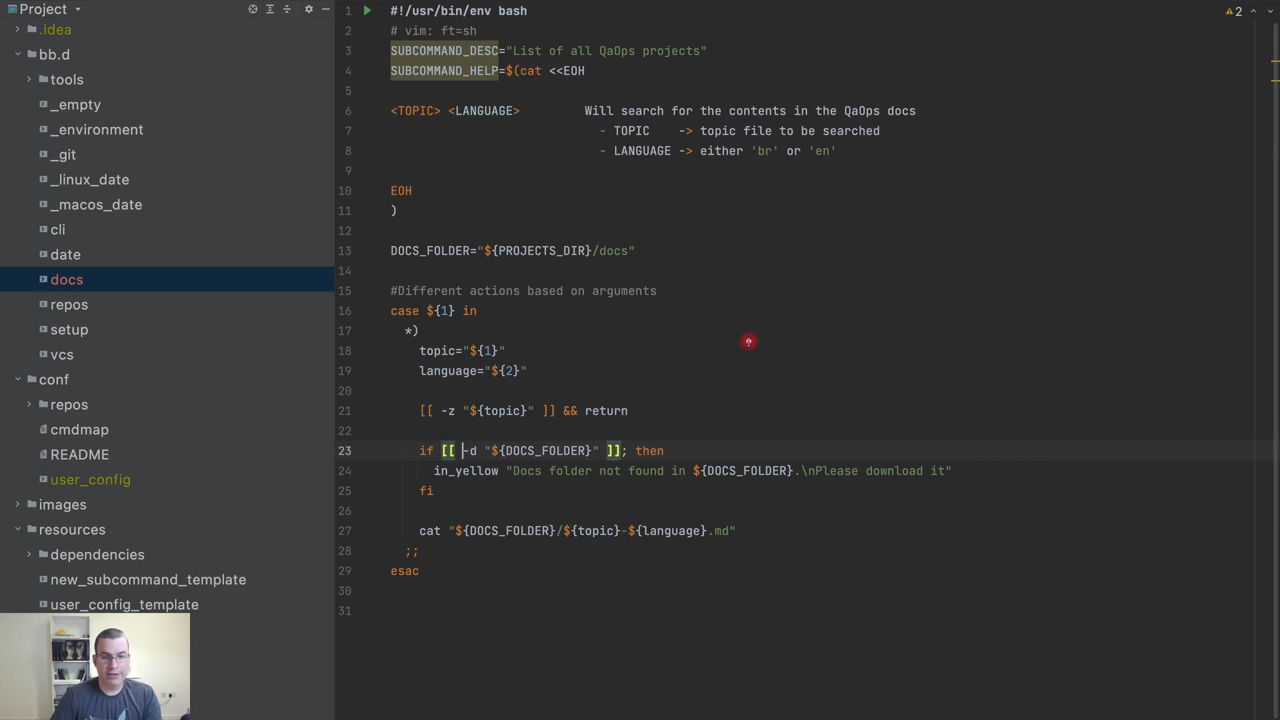 Project
.idea
bb.d
tools
_empty
_environment
_git
_linux_date
_macos_date
cli
date
docs
repos
setup
vcs
conf
repos
cmdmap
README
user_config
images
resources
dependencies
new_subcommand_template
user_config_template
2
1 #!/usr/bin/env bash
2 # vim: ft=sh
3 SUBCOMMAND_DESC="List of all QaOps projects"
4 SUBCOMMAND_HELP=$(cat <<EOH
5
6 <TOPIC> <LANGUAGE> Will search for the contents in the QaOps docs
7 - TOPIC -> topic file to be searched
8 - LANGUAGE -> either 'br' or 'en'
9
10 EOH
11 )
12
13 DOCS_FOLDER="${PROJECTS_DIR}/docs"
14
15 #Different actions based on arguments
16 case ${1} in
17 *)
18 topic="${1}"
19 language="${2}"
20
21 [[ -z "${topic}" ]] && return
22
23 if [[ -d "${DOCS_FOLDER}" ]]; then
24 in_yellow "Docs folder not found in ${DOCS_FOLDER}.\nPlease download it"
25 fi
26
27 cat "${DOCS_FOLDER}/${topic}-${language}.md"
28 ;;
29 esac
30
31